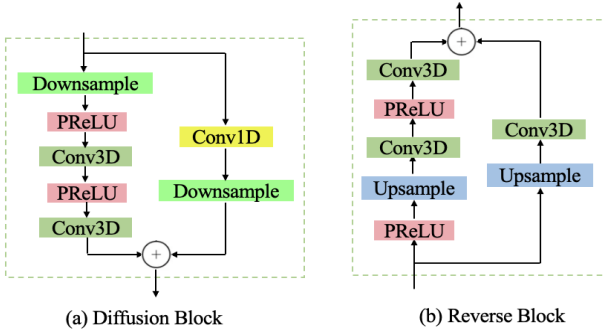 Downsample
PReLU
Conv3D
PReLU
Conv3D
Conv1D
Downsample
+
(a) Diffusion Block
+
Conv3D
PReLU
Conv3D
Upsample
PReLU
Conv3D
Upsample
(b) Reverse Block